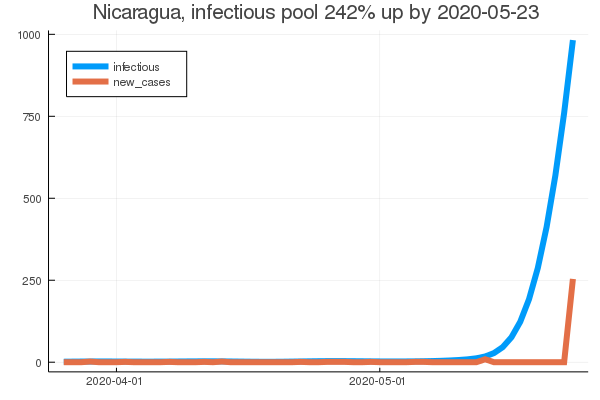 Nicaragua, infectious pool 242% up by 2020-05-23
1000
infectious
new_cases
750
500
250
0
2020-04-01 2020-05-01